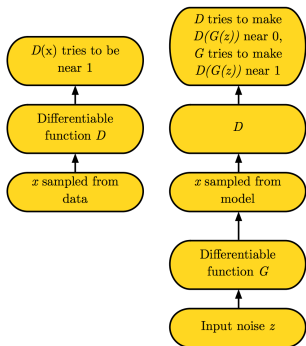 D(x) tries to be
near 1
Differentiable
function D
x sampled from
data
D tries to make
D(G(z)) near 0,
G tries to make
D(G(z)) near 1
D
x sampled from
model
Differentiable
function G
Input noise z